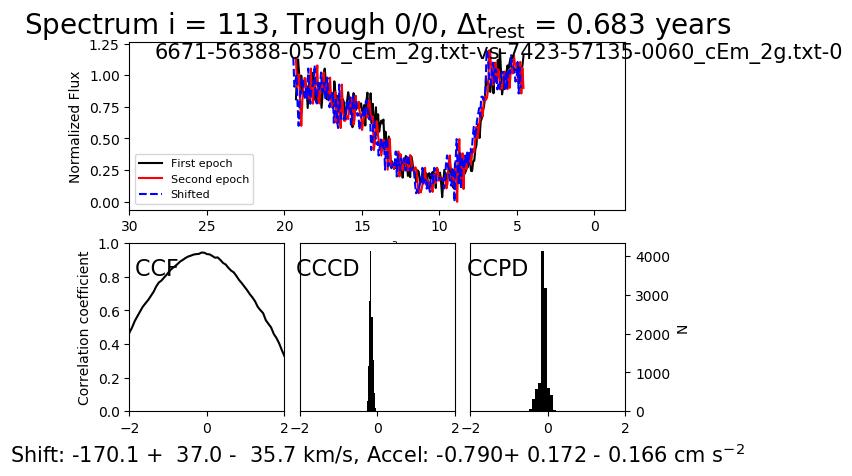 Spectrum i = 113, Trough 0/0, Δt_rest = 0.683 years
6671-56388-0570_cEm_2g.txt-vs-7423-57135-0060_cEm_2g.txt-0
Normalized Flux
1.25
1.00
0.75
0.50
0.25
0.00
First epoch
Second epoch
Shifted
30 25 20 15 10 5 0
Correlation coefficient
1.0
0.8
0.6
0.4
0.2
0.0
CCF
CCCD
CCPD
4000
3000
2000
1000
0
N
−2 0 2 −2 0 2 −2 0 2
Shift: -170.1 + 37.0 - 35.7 km/s, Accel: -0.790+ 0.172 - 0.166 cm s⁻²